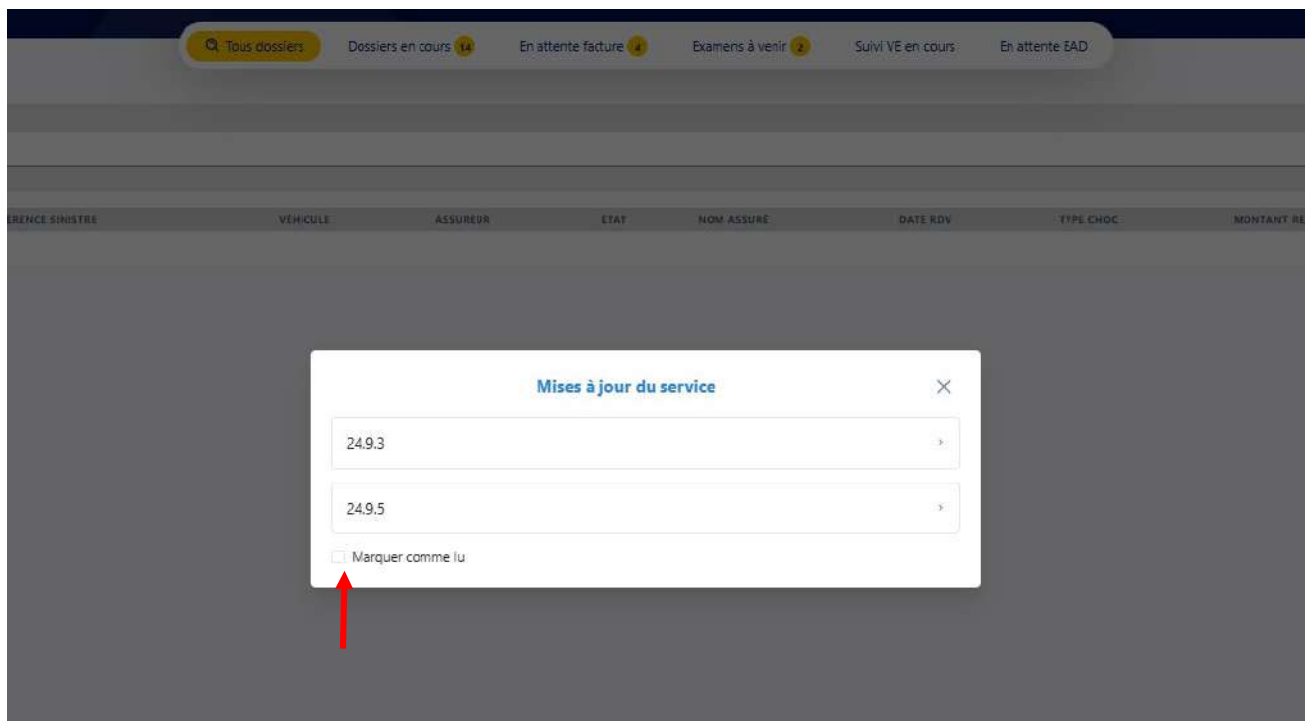 Tous dossiers Dossiers en cours 14 En attente facture 4 Examens à venir 2 Suivi VE en cours En attente EAD
ÉRENCE SINISTRE VÉHICULE ASSUREUR ETAT NOM ASSURÉ DATE RDV TYPE CHOC MONTANT RE
Mises à jour du service
24.9.3
24.9.5
Marquer comme lu